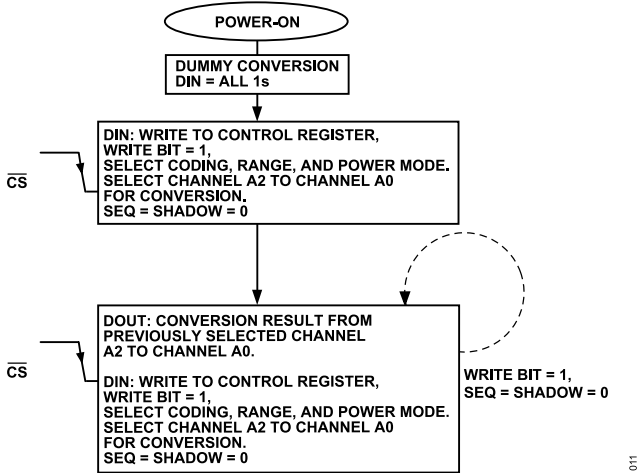 POWER-ON
DUMMY CONVERSION
DIN = ALL 1s
CS
DIN: WRITE TO CONTROL REGISTER,
WRITE BIT = 1,
SELECT CODING, RANGE, AND POWER MODE.
SELECT CHANNEL A2 TO CHANNEL A0
FOR CONVERSION.
SEQ = SHADOW = 0
CS
DOUT: CONVERSION RESULT FROM
PREVIOUSLY SELECTED CHANNEL
A2 TO CHANNEL A0.
DIN: WRITE TO CONTROL REGISTER,
WRITE BIT = 1,
SELECT CODING, RANGE, AND POWER MODE.
SELECT CHANNEL A2 TO CHANNEL A0
FOR CONVERSION.
SEQ = SHADOW = 0
WRITE BIT = 1,
SEQ = SHADOW = 0
011